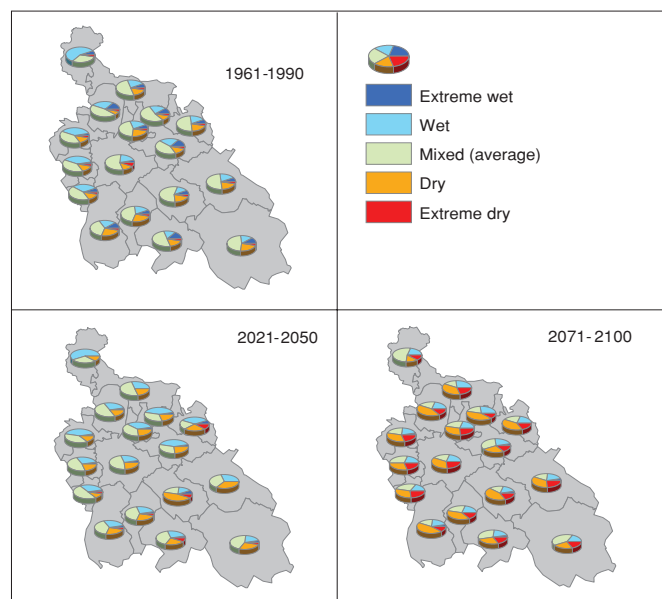 1961-1990
Extreme wet
Wet
Mixed (average)
Dry
Extreme dry
2021-2050
2071-2100